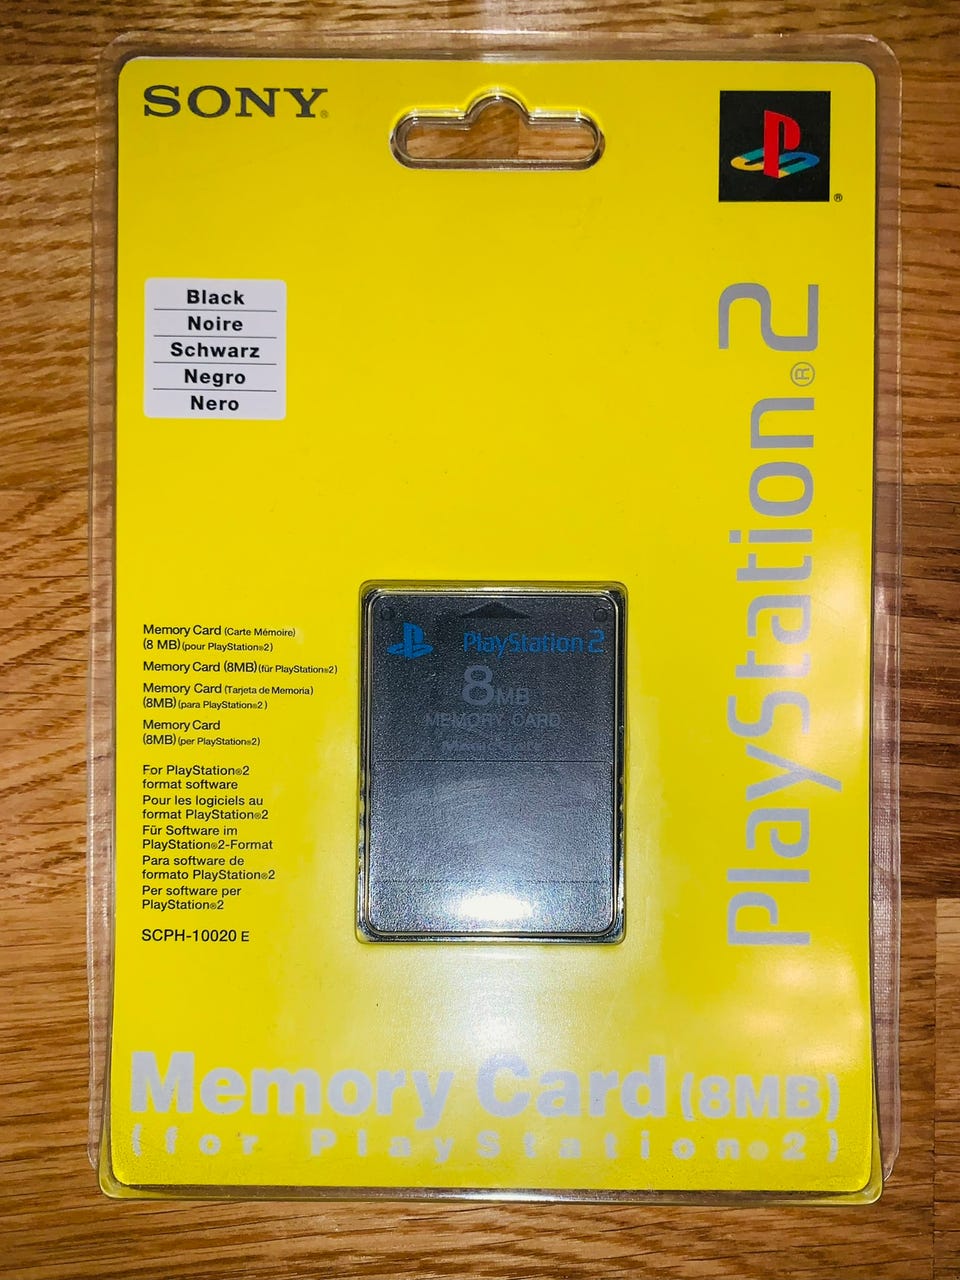 SONY®
®
Black
Noire
Schwarz
Negro
Nero
PlayStation®2
PlayStation 2
8MB
MEMORY CARD
Memory Card (Carte Mémoire)
(8 MB) (pour PlayStation®2)
Memory Card (8MB) (für PlayStation®2)
Memory Card (Tarjeta de Memoria)
(8MB) (para PlayStation®2)
Memory Card
(8MB) (per PlayStation®2)
For PlayStation®2
format software
Pour les logiciels au
format PlayStation®2
Für Software im
PlayStation®2-Format
Para software de
formato PlayStation®2
Per software per
PlayStation®2
SCPH-10020 E
Memory Card (8MB)
(for PlayStation®2)